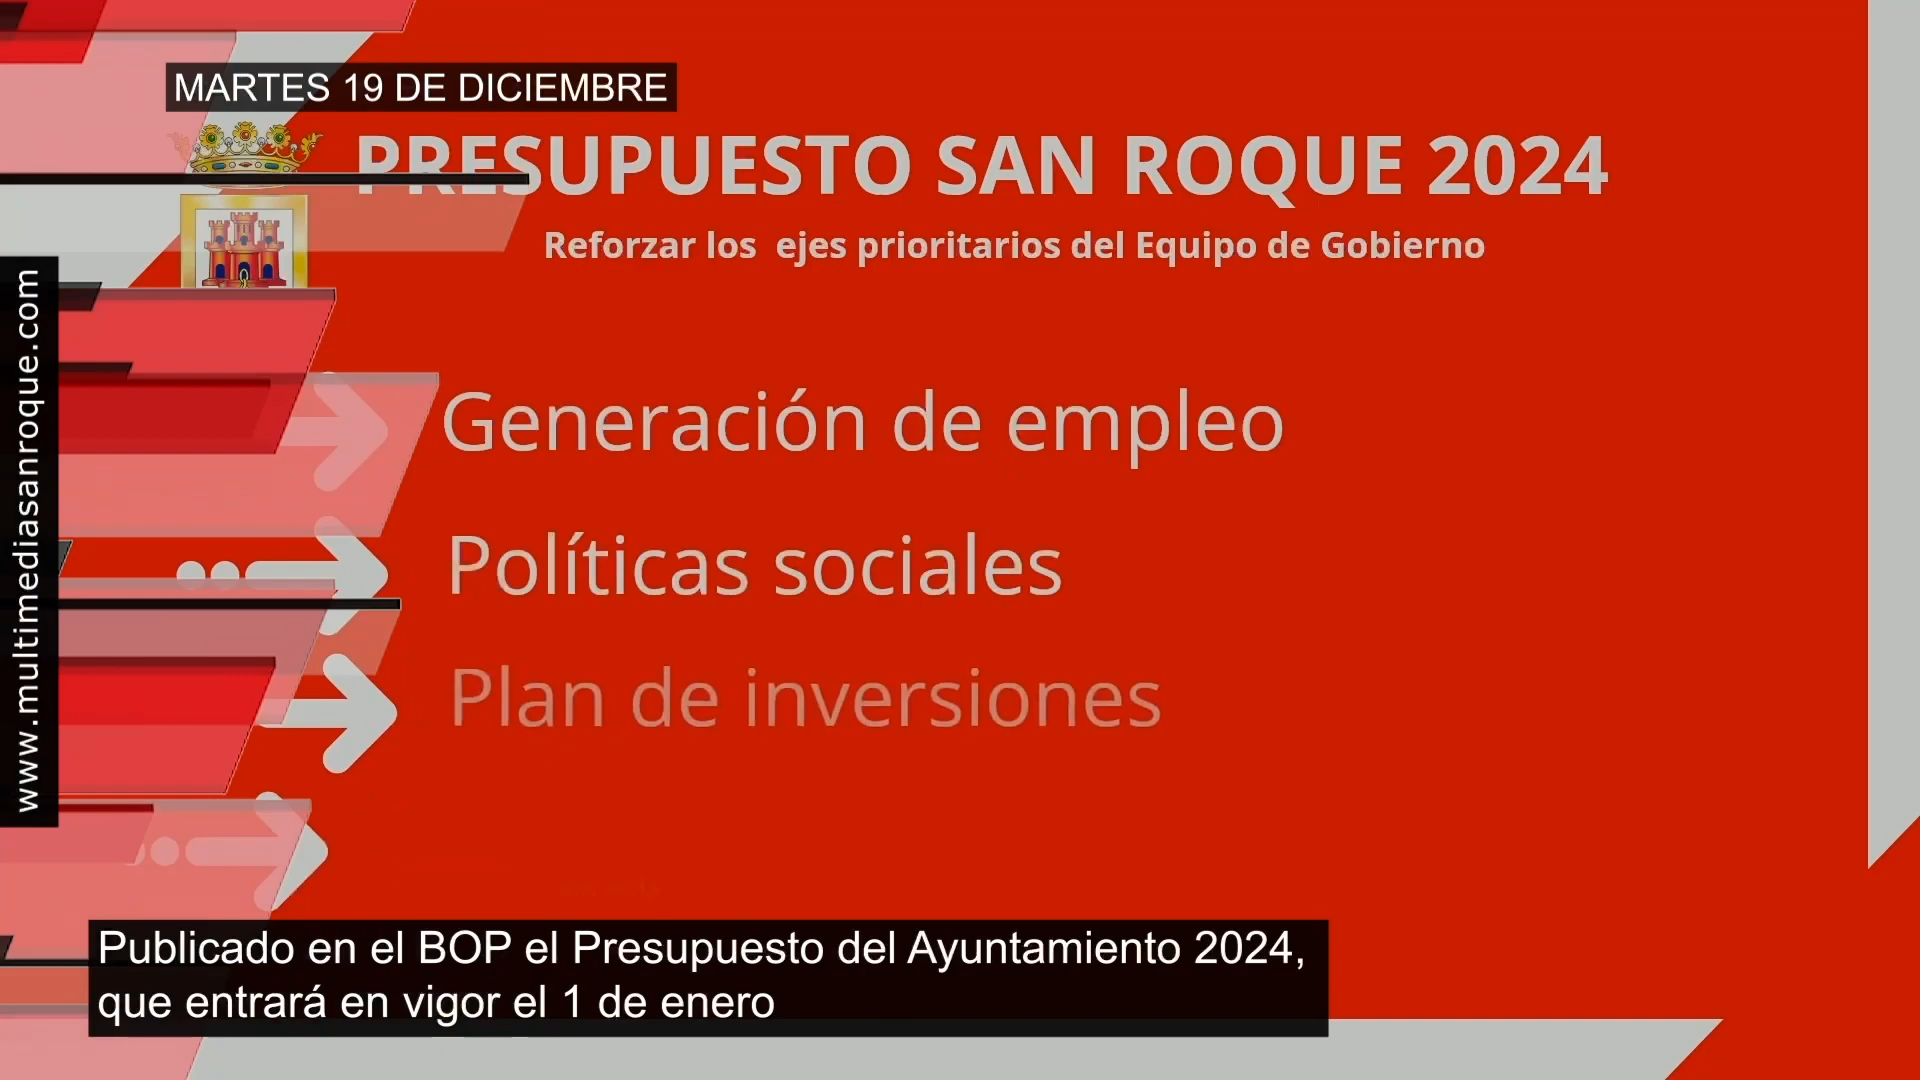 MARTES 19 DE DICIEMBRE
PRESUPUESTO SAN ROQUE 2024
Reforzar los ejes prioritarios del Equipo de Gobierno
www.multimediasanroque.com
Generación de empleo
Políticas sociales
Plan de inversiones
Publicado en el BOP el Presupuesto del Ayuntamiento 2024,
que entrará en vigor el 1 de enero